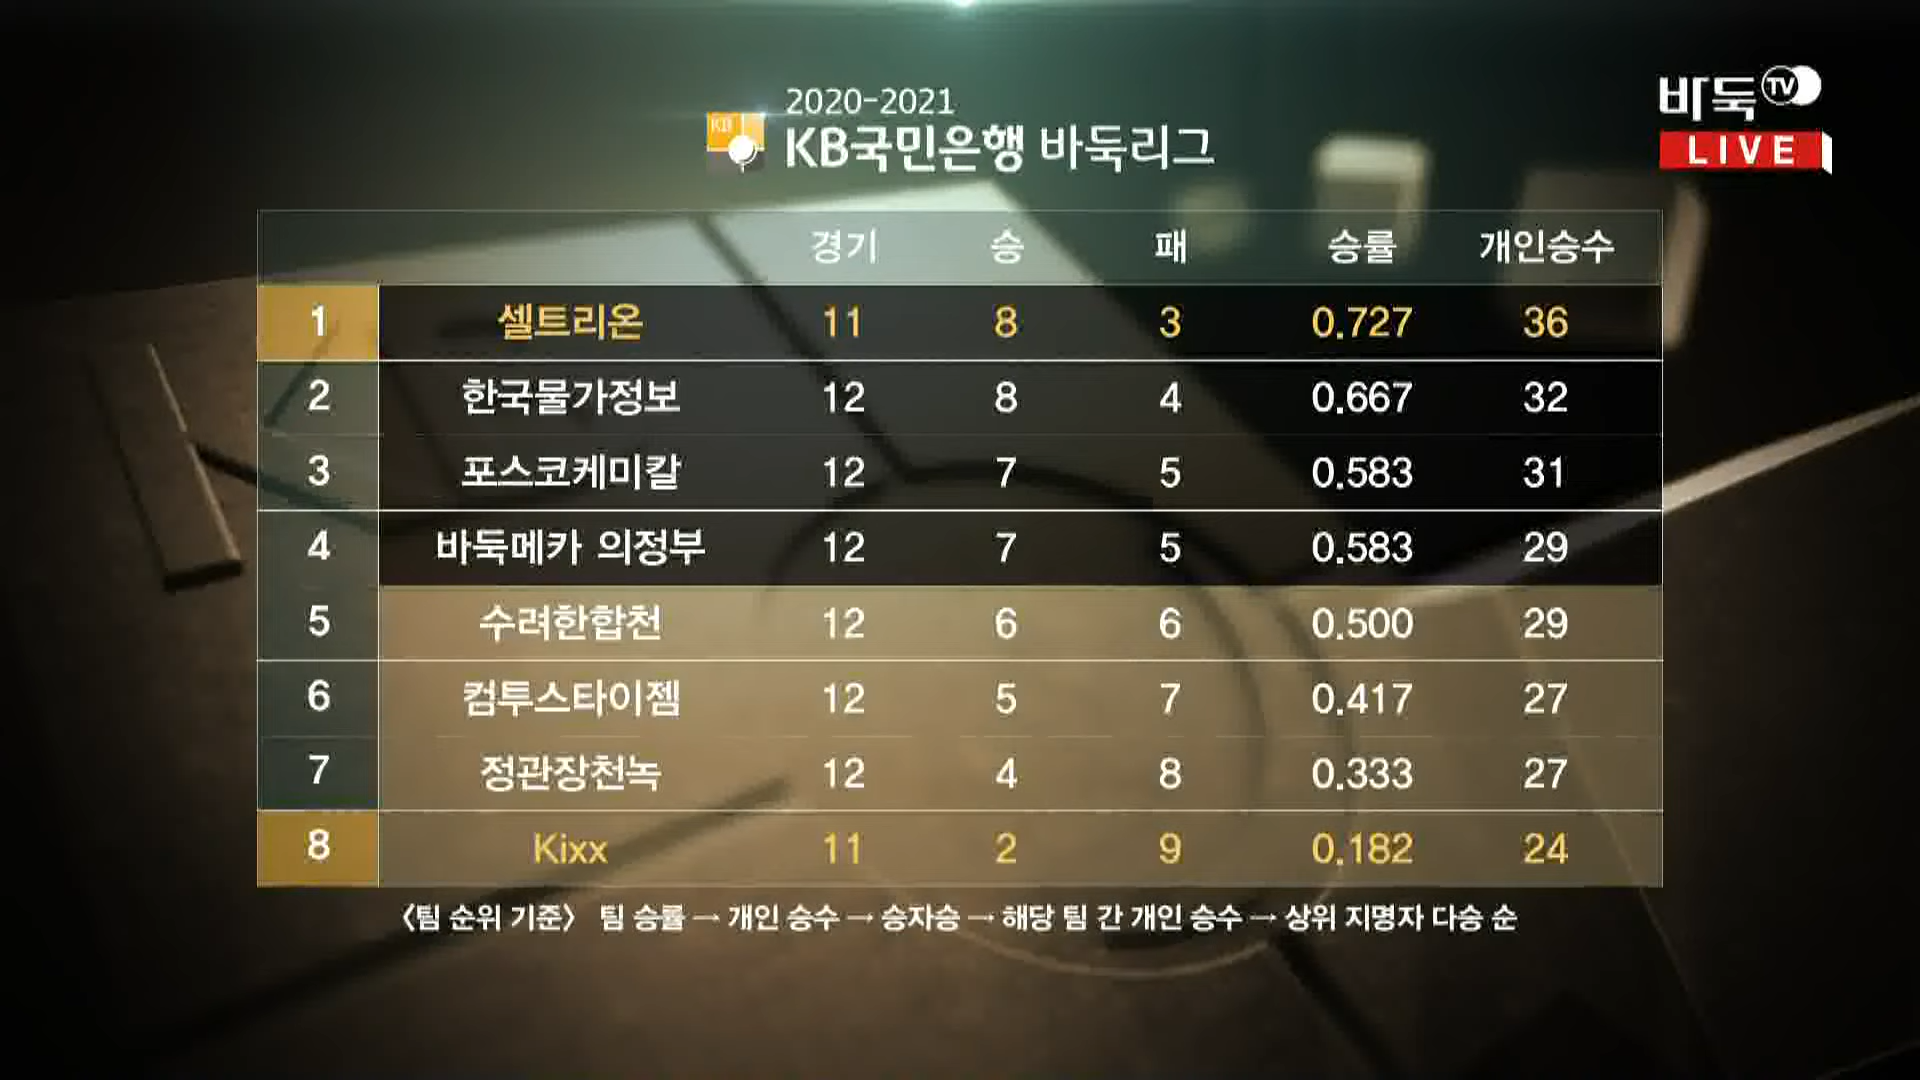 2020-2021
KB
KB국민은행 바둑리그
바둑TV
LIVE
경기 승 패 승률 개인승수
1 셀트리온 11 8 3 0.727 36
2 한국물가정보 12 8 4 0.667 32
3 포스코케미칼 12 7 5 0.583 31
4 바둑메카 의정부 12 7 5 0.583 29
5 수려한합천 12 6 6 0.500 29
6 컴투스타이젬 12 5 7 0.417 27
7 정관장천녹 12 4 8 0.333 27
8 Kixx 11 2 9 0.182 24
〈팀 순위 기준〉 팀 승률 → 개인 승수 → 승자승 → 해당 팀 간 개인 승수 → 상위 지명자 다승 순